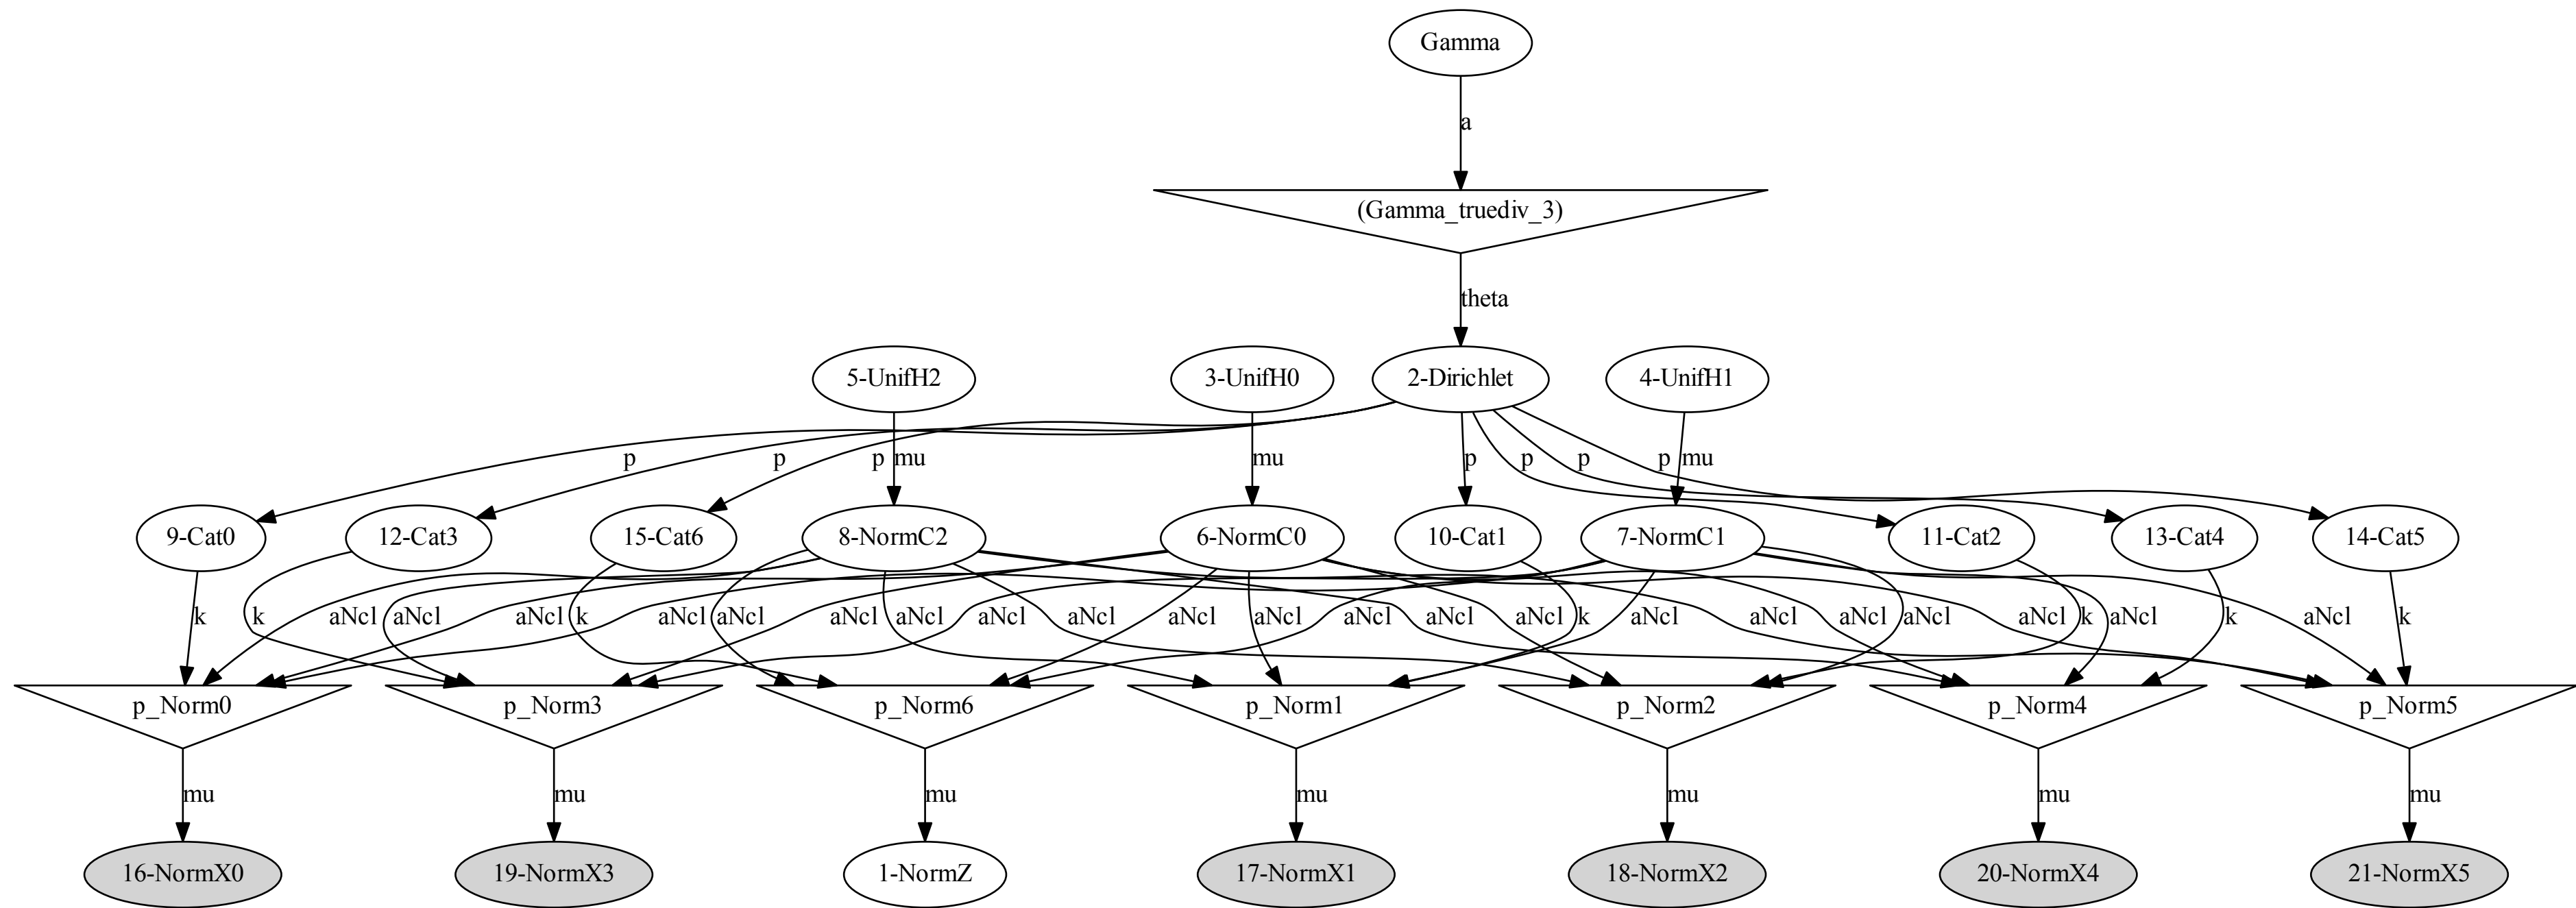 Gamma
a
(Gamma_truediv_3)
theta
5-UnifH2
3-UnifH0
2-Dirichlet
4-UnifH1
p
p
p
mu
mu
p
p
p
p
mu
9-Cat0
12-Cat3
15-Cat6
8-NormC2
6-NormC0
10-Cat1
7-NormC1
11-Cat2
13-Cat4
14-Cat5
k
k
aNcl
aNcl
aNcl
k
aNcl
aNcl
aNcl
aNcl
aNcl
aNcl
aNcl
aNcl
aNcl
aNcl
k
aNcl
aNcl
aNcl
aNcl
k
aNcl
k
aNcl
aNcl
k
p_Norm0
p_Norm3
p_Norm6
p_Norm1
p_Norm2
p_Norm4
p_Norm5
mu
mu
mu
mu
mu
mu
mu
16-NormX0
19-NormX3
1-NormZ
17-NormX1
18-NormX2
20-NormX4
21-NormX5